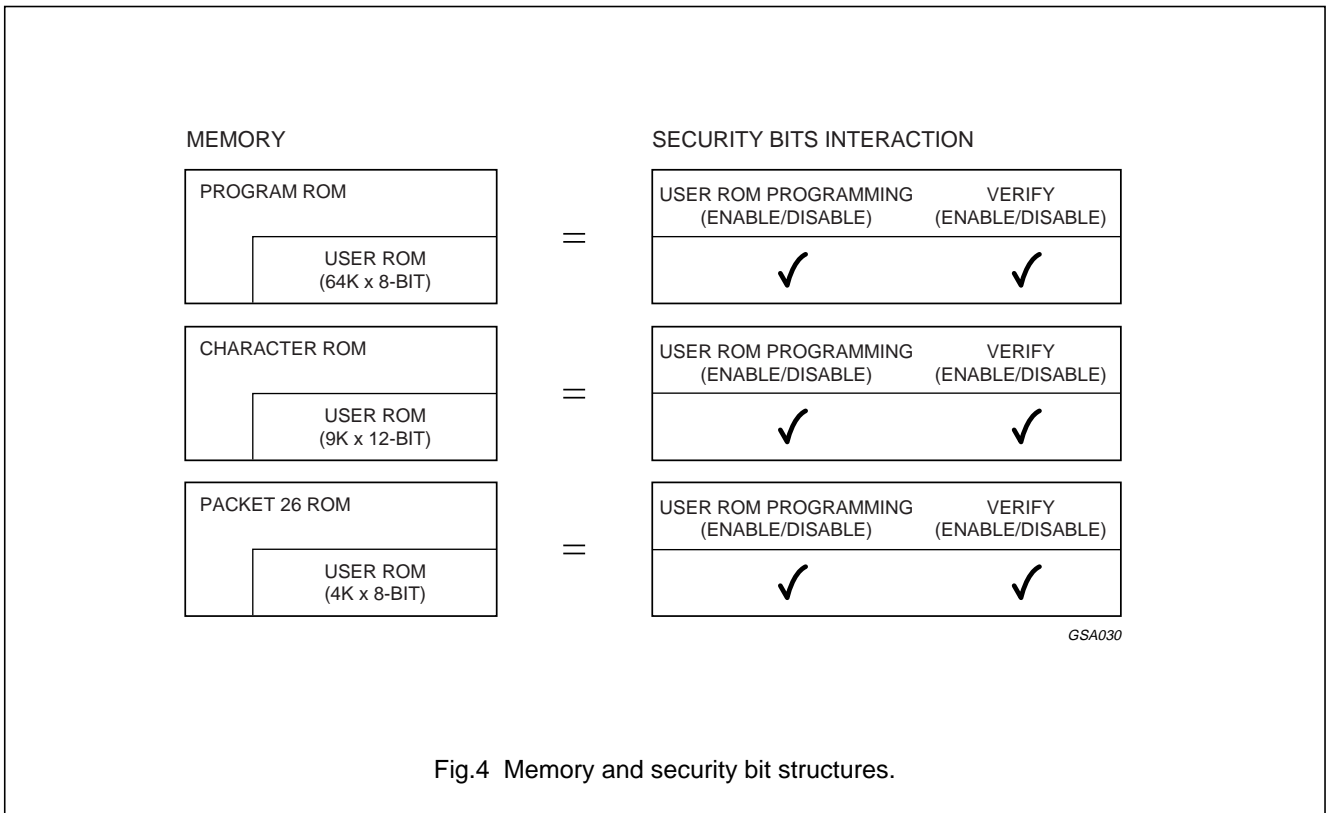 MEMORY
SECURITY BITS INTERACTION
PROGRAM ROM
USER ROM
(64K x 8-BIT)
=
USER ROM PROGRAMMING
(ENABLE/DISABLE)
VERIFY
(ENABLE/DISABLE)
✓ ✓
CHARACTER ROM
USER ROM
(9K x 12-BIT)
=
USER ROM PROGRAMMING
(ENABLE/DISABLE)
VERIFY
(ENABLE/DISABLE)
✓ ✓
PACKET 26 ROM
USER ROM
(4K x 8-BIT)
=
USER ROM PROGRAMMING
(ENABLE/DISABLE)
VERIFY
(ENABLE/DISABLE)
✓ ✓
GSA030
Fig.4 Memory and security bit structures.